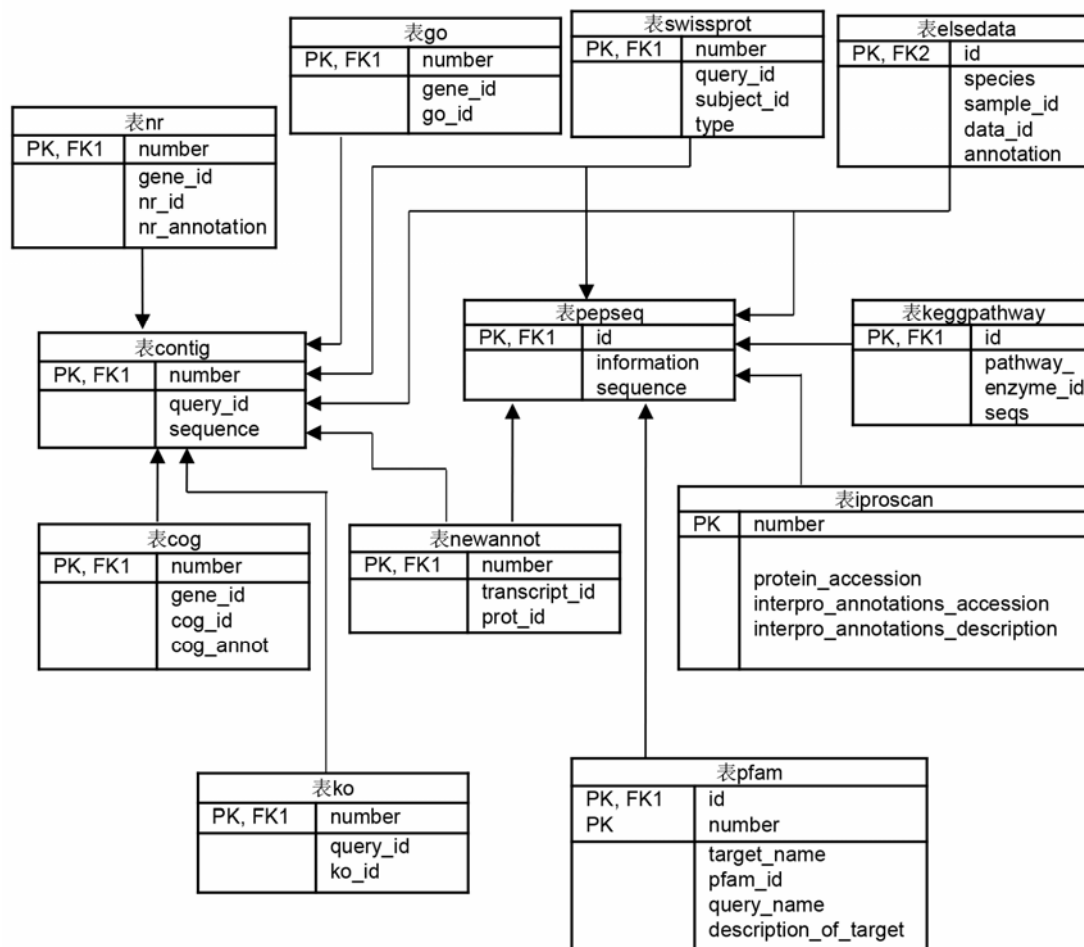 表go
PK, FK1 number
gene_id
go_id
表swissprot
PK, FK1 number
query_id
subject_id
type
表elsedata
PK, FK2 id
species
sample_id
data_id
annotation
表nr
PK, FK1 number
gene_id
nr_id
nr_annotation
表contig
PK, FK1 number
query_id
sequence
表pepseq
PK, FK1 id
information
sequence
表keggpathway
PK, FK1 id
pathway_
enzyme_id
seqs
表cog
PK, FK1 number
gene_id
cog_id
cog_annot
表newannot
PK, FK1 number
transcript_id
prot_id
表iproscan
PK number
protein_accession
interpro_annotations_accession
interpro_annotations_description
表ko
PK, FK1 number
query_id
ko_id
表pfam
PK, FK1 id
PK number
target_name
pfam_id
query_name
description_of_target